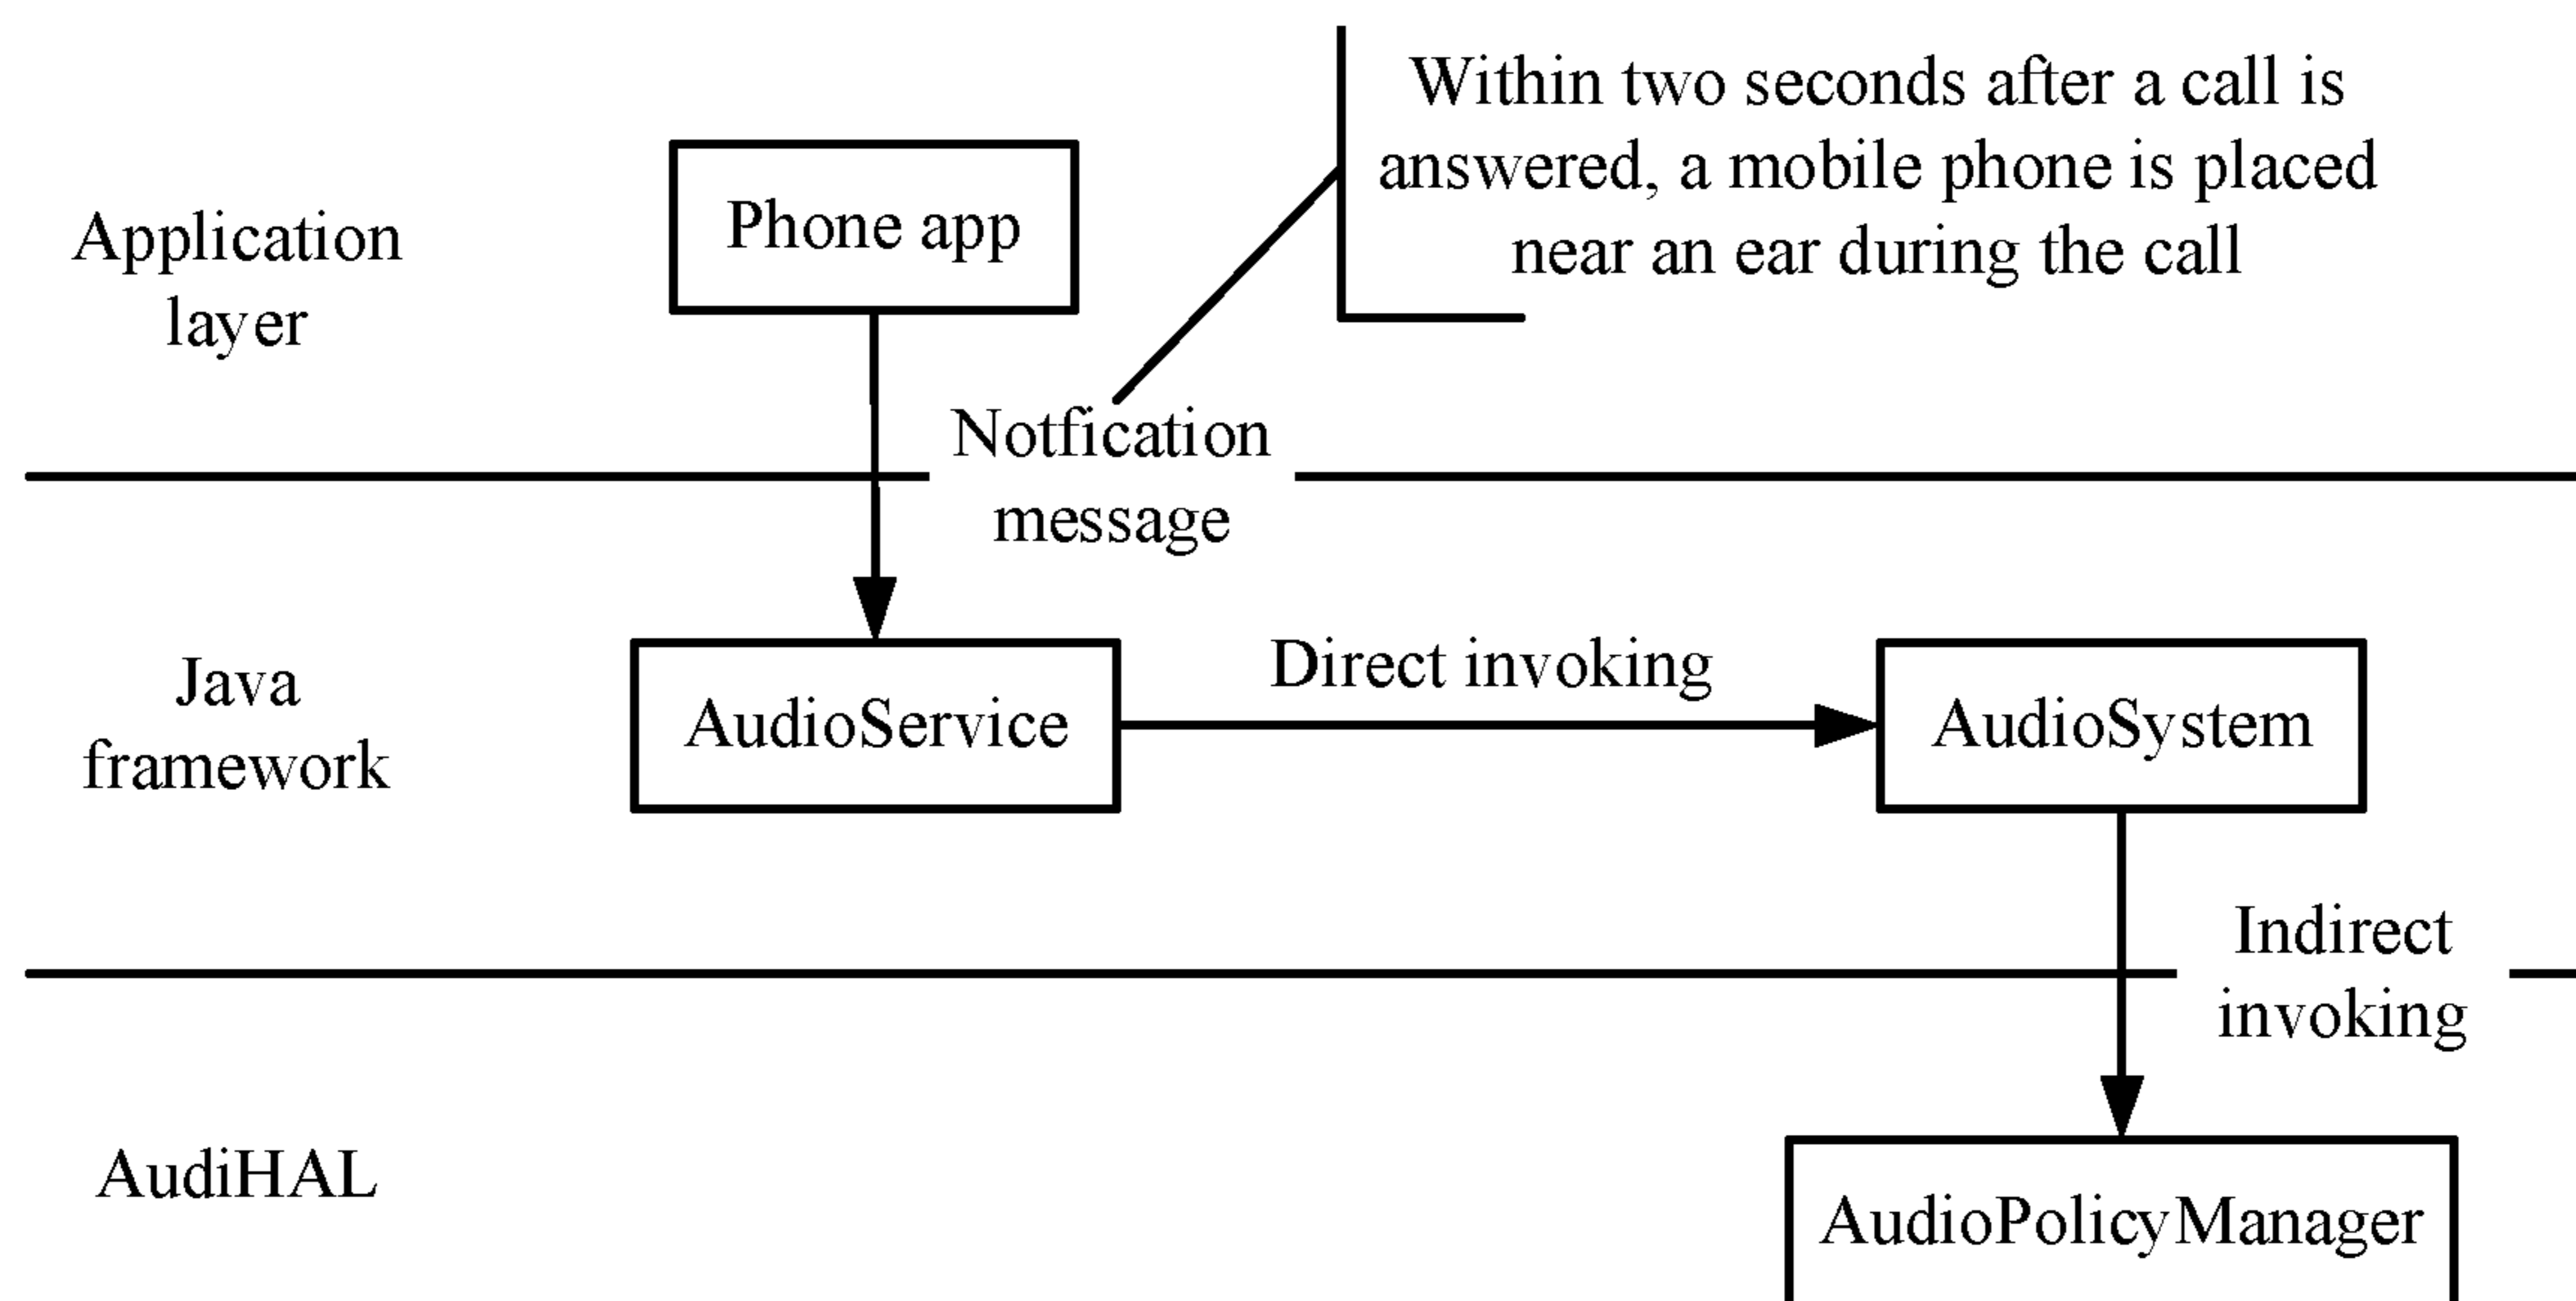 Within two seconds after a call is
answered, a mobile phone is placed
near an ear during the call
Phone app
Application
layer
Notfication
message
Java
framework
AudioService
Direct invoking
AudioSystem
Indirect
invoking
AudiHAL
AudioPolicyManager